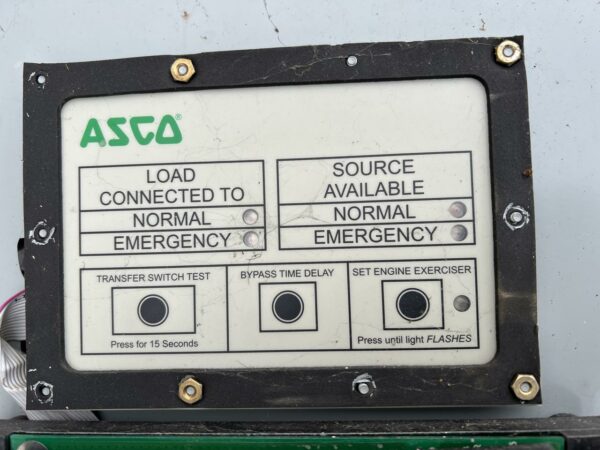 ASCO®
LOAD
CONNECTED TO
NORMAL
EMERGENCY
SOURCE
AVAILABLE
NORMAL
EMERGENCY
TRANSFER SWITCH TEST
Press for 15 Seconds
BYPASS TIME DELAY
SET ENGINE EXERCISER
Press until light FLASHES